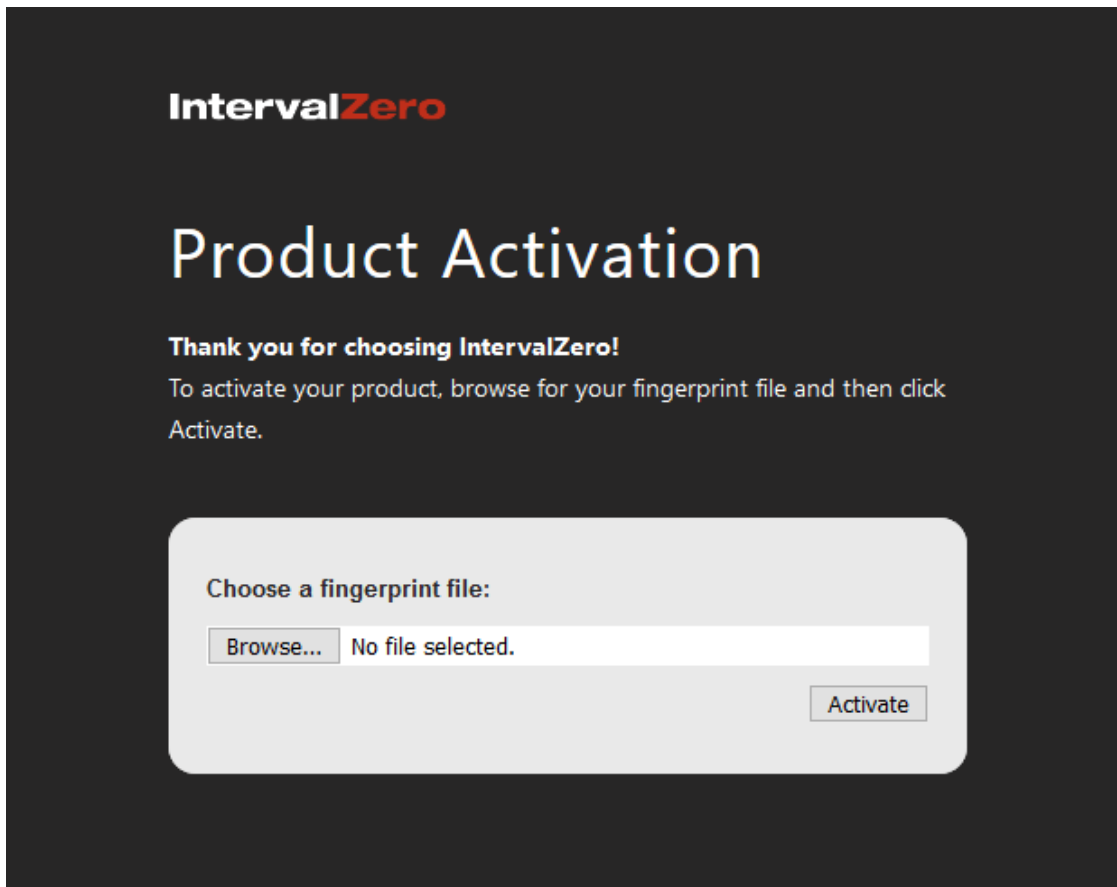 IntervalZero
Product Activation
Thank you for choosing IntervalZero!
To activate your product, browse for your fingerprint file and then click
Activate.
Choose a fingerprint file:
Browse... No file selected.
Activate